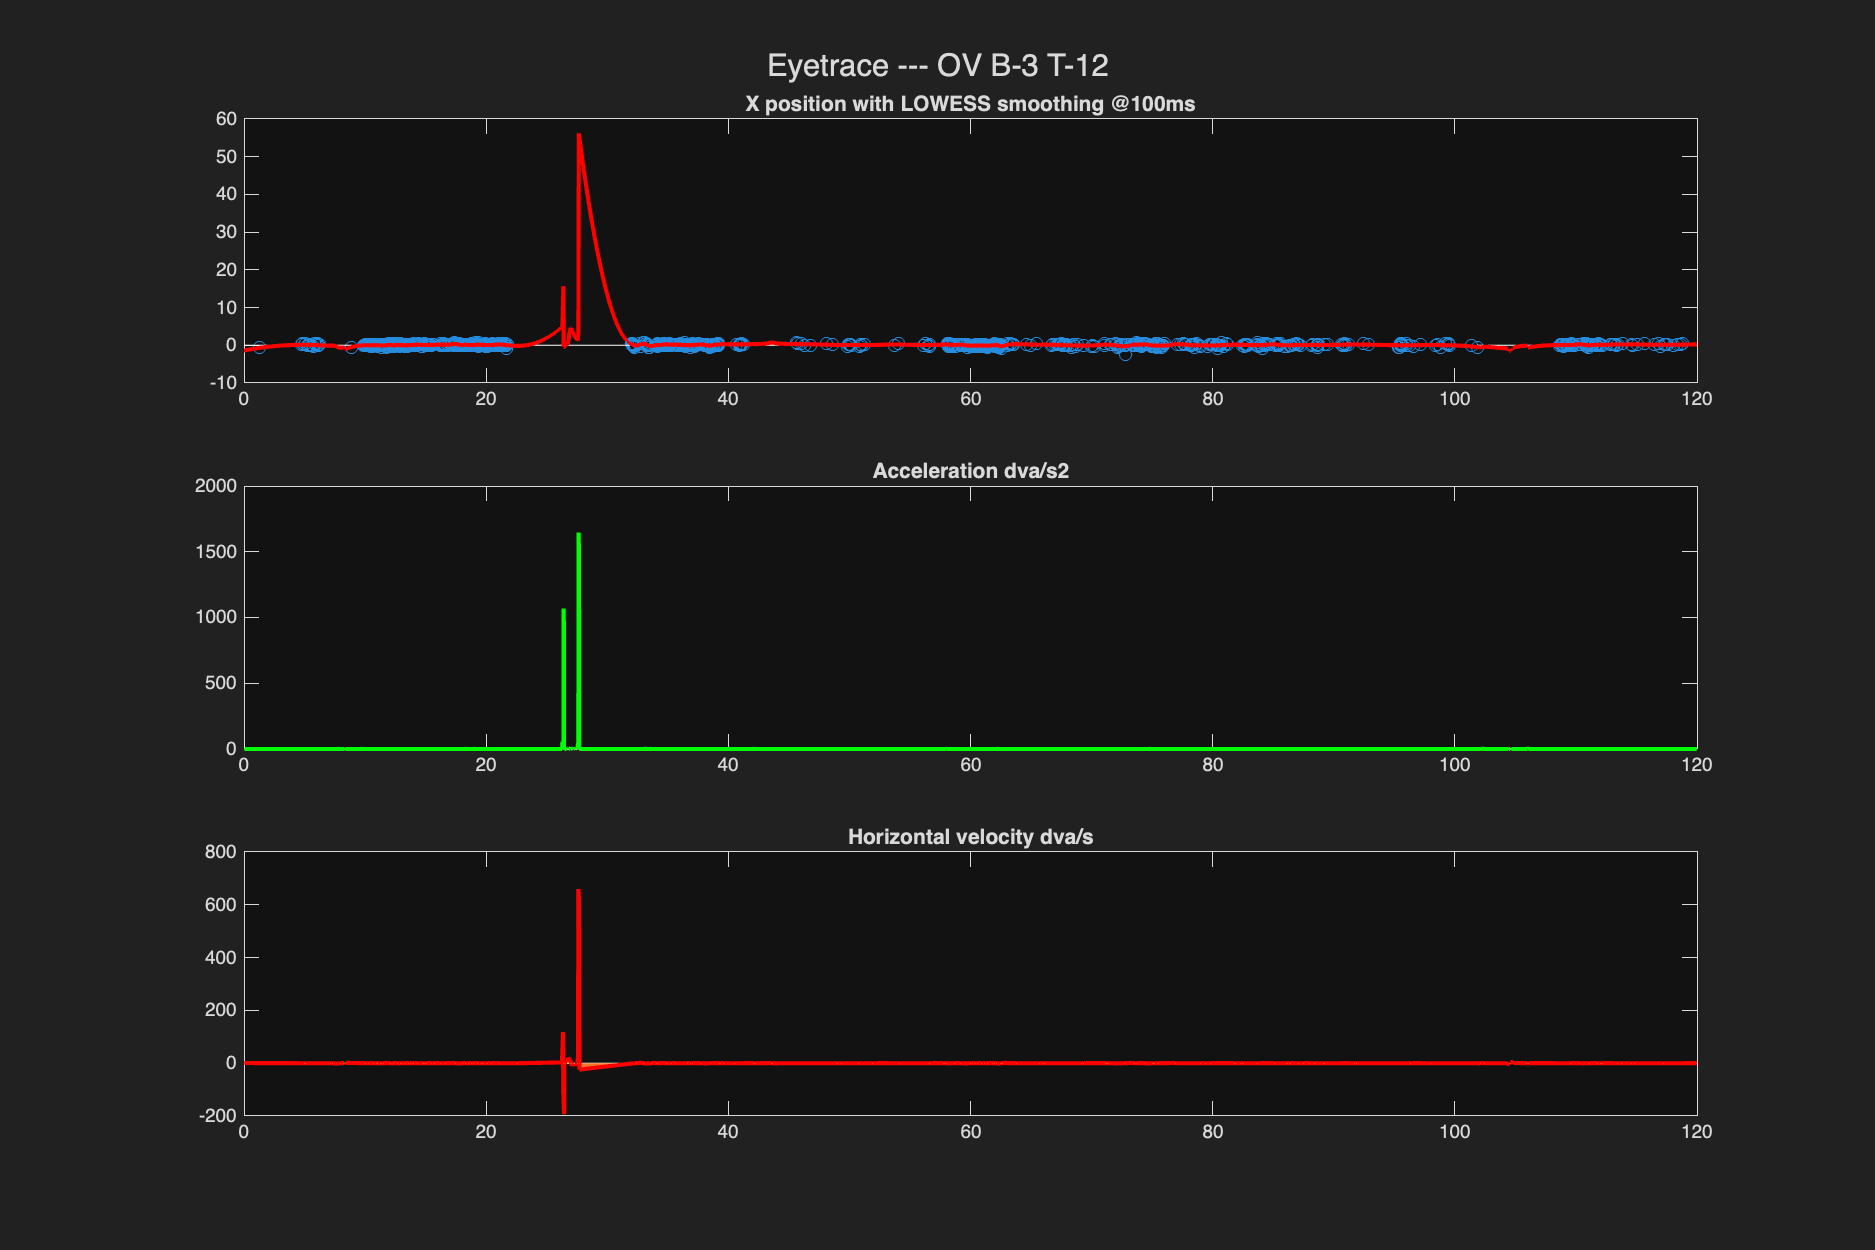 Eyetrace --- OV B-3 T-12
X position with LOWESS smoothing @100ms
60
50
40
30
20
10
0
-10
0 20 40 60 80 100 120
Acceleration dva/s2
2000
1500
1000
500
0
0 20 40 60 80 100 120
Horizontal velocity dva/s
800
600
400
200
0
-200
0 20 40 60 80 100 120